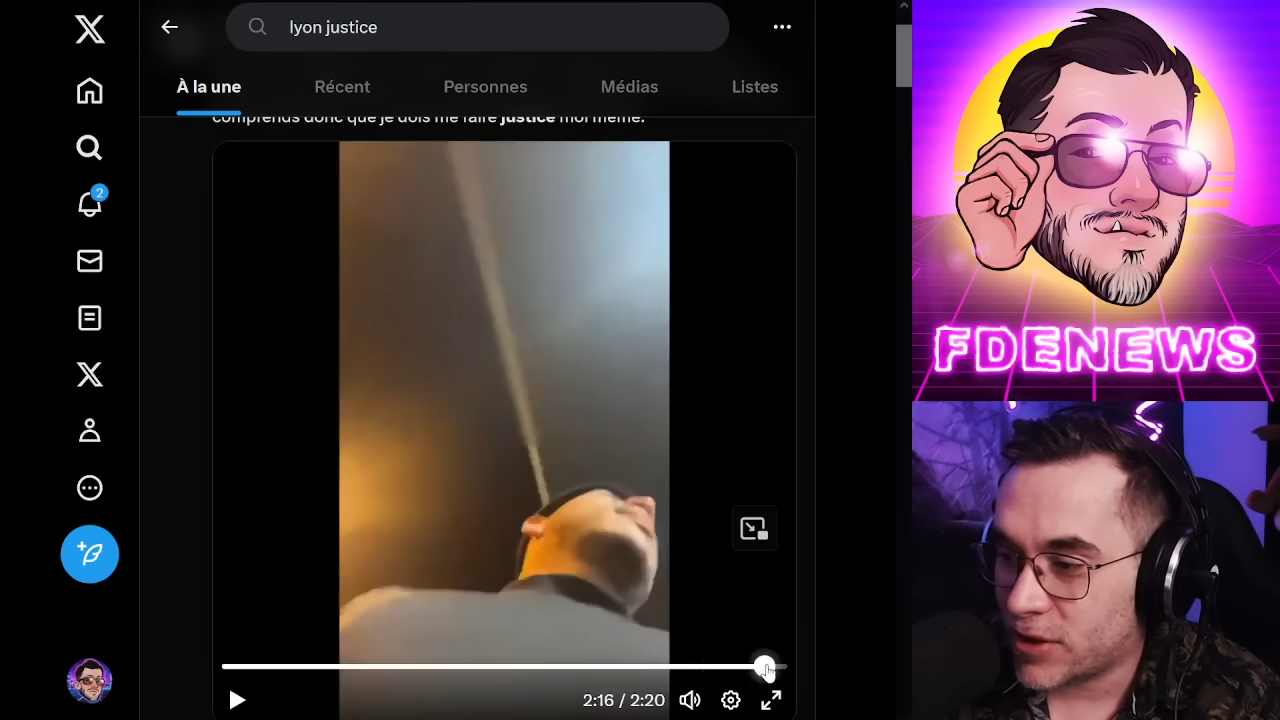 lyon justice
À la une
Récent
Personnes
Médias
Listes
comprends donc que je dois me faire justice moi même.
2
2:16 / 2:20
FDENEWS